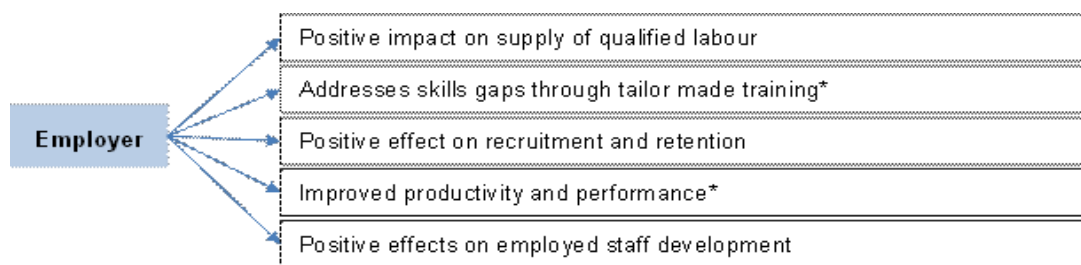 Positive impact on supply of qualified labour
Addresses skills gaps through tailor made training*
Employer
Positive effect on recruitment and retention
Improved productivity and performance*
Positive effects on employed staff development